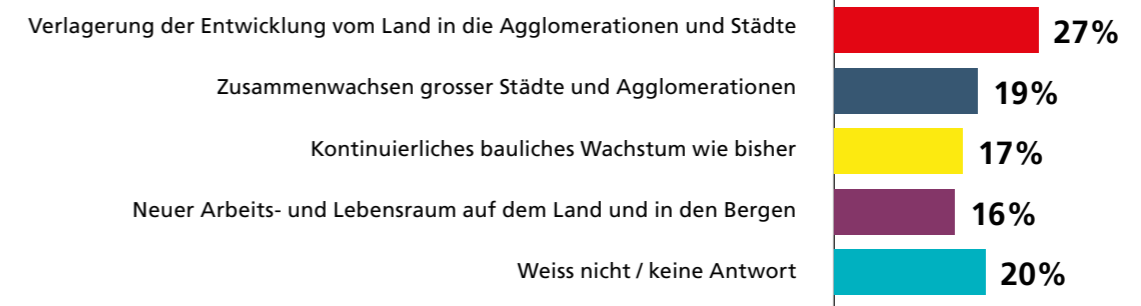 Verlagerung der Entwicklung vom Land in die Agglomerationen und Städte 27%
Zusammenwachsen grosser Städte und Agglomerationen 19%
Kontinuierliches bauliches Wachstum wie bisher 17%
Neuer Arbeits- und Lebensraum auf dem Land und in den Bergen 16%
Weiss nicht / keine Antwort 20%